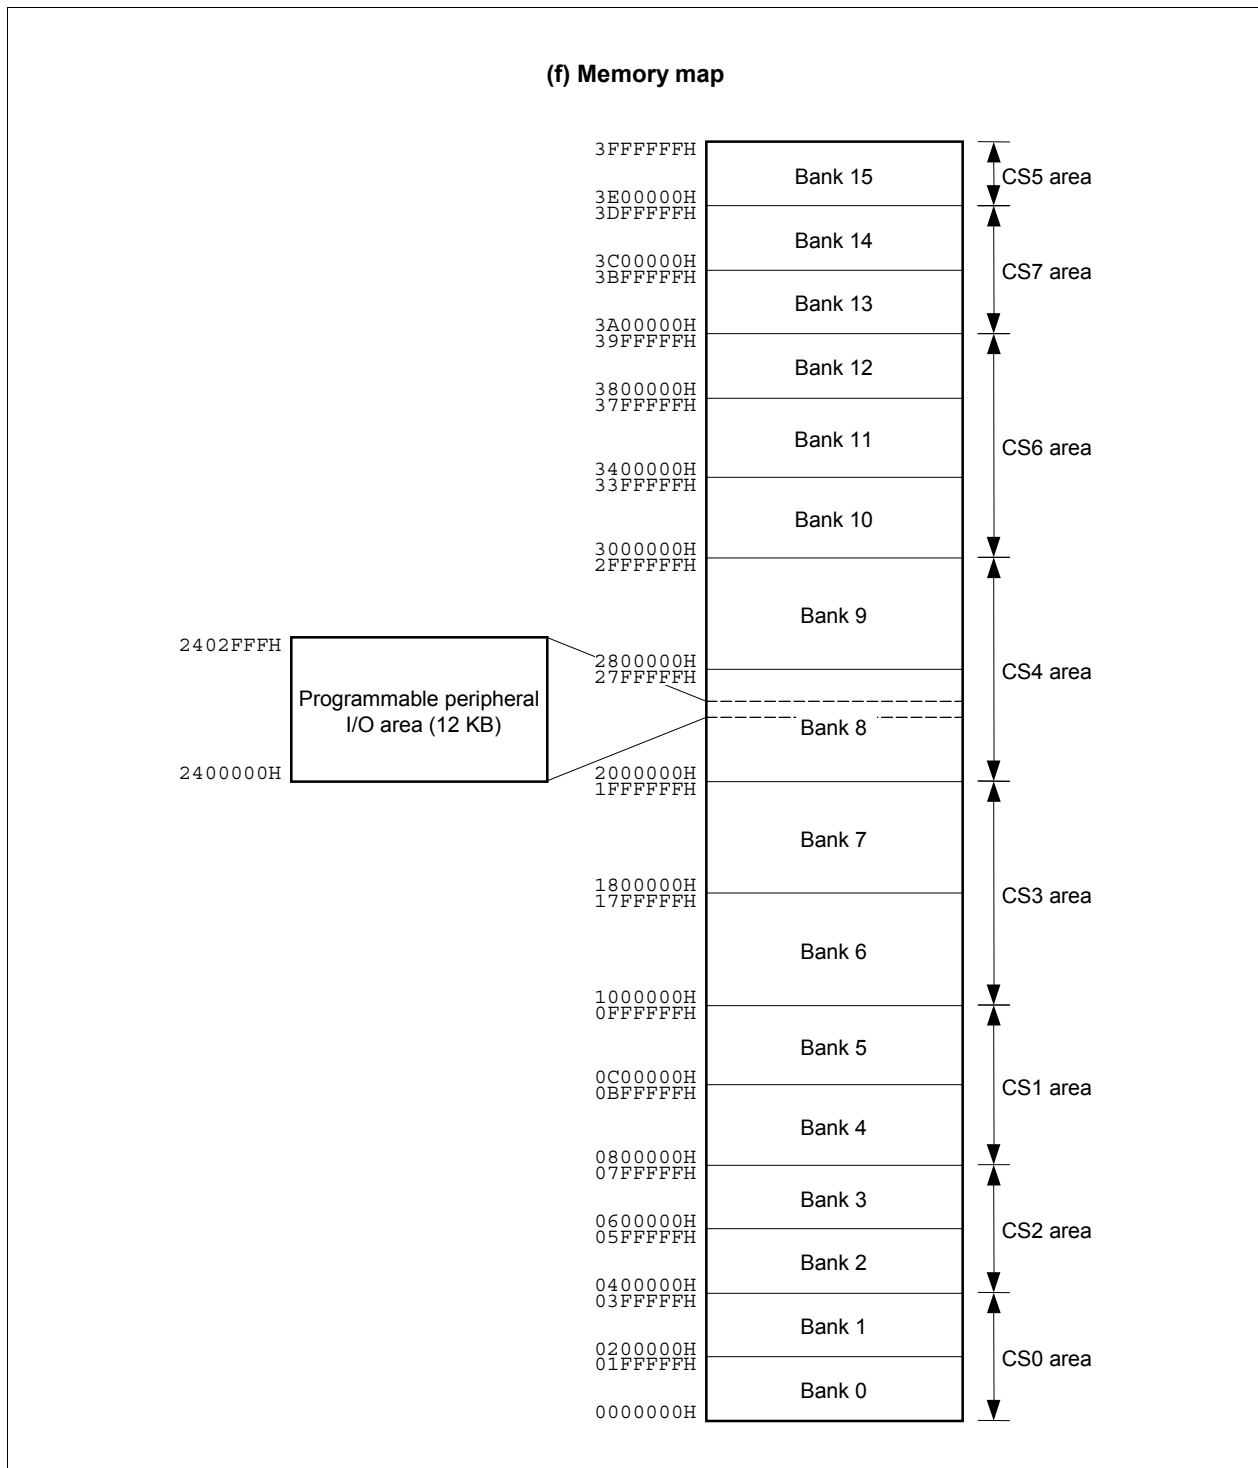 (f) Memory map
3FFFFFFH
Bank 15
CS5 area
3E00000H
3DFFFFFH
Bank 14
3C00000H
CS7 area
3BFFFFFH
Bank 13
3A00000H
39FFFFFH
Bank 12
3800000H
37FFFFFH
Bank 11
CS6 area
3400000H
33FFFFFH
Bank 10
3000000H
2FFFFFFH
Bank 9
2402FFFH
2800000H
27FFFFFH
CS4 area
Programmable peripheral
I/O area (12 KB)
Bank 8
2400000H
2000000H
1FFFFFFH
Bank 7
1800000H
17FFFFFH
CS3 area
Bank 6
1000000H
0FFFFFFH
Bank 5
0C00000H
0BFFFFFH
CS1 area
Bank 4
0800000H
07FFFFFH
Bank 3
0600000H
05FFFFFH
CS2 area
Bank 2
0400000H
03FFFFFH
Bank 1
0200000H
01FFFFFH
CS0 area
Bank 0
0000000H